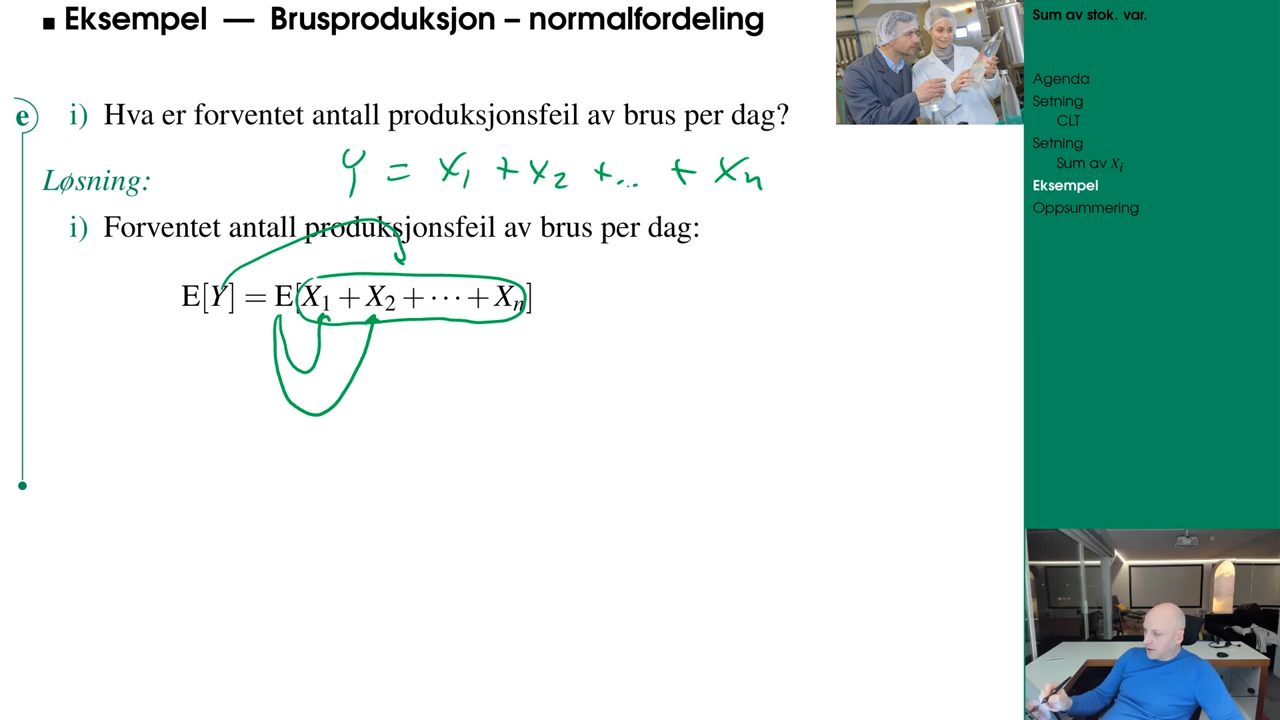 ■ Eksempel — Brusproduksjon – normalfordeling
e i) Hva er forventet antall produksjonsfeil av brus per dag?
Y = X₁ + X₂ + ... + Xₙ
Løsning:
i) Forventet antall produksjonsfeil av brus per dag:
E[Y] = E[X₁ + X₂ + ⋯ + Xₙ]
Sum av stok. var.
Agenda
Setning
CLT
Setning
Sum av Xᵢ
Eksempel
Oppsummering